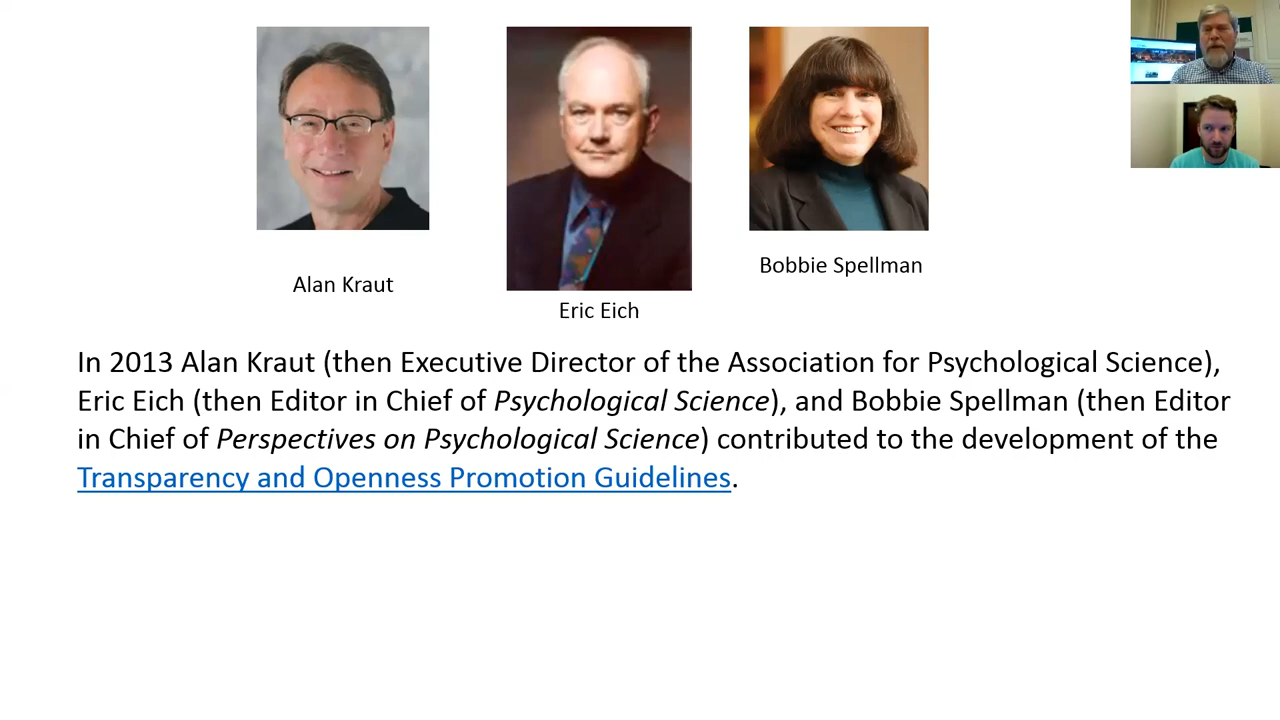 Alan Kraut
Eric Eich
Bobbie Spellman
In 2013 Alan Kraut (then Executive Director of the Association for Psychological Science),
Eric Eich (then Editor in Chief of Psychological Science), and Bobbie Spellman (then Editor
in Chief of Perspectives on Psychological Science) contributed to the development of the
Transparency and Openness Promotion Guidelines.